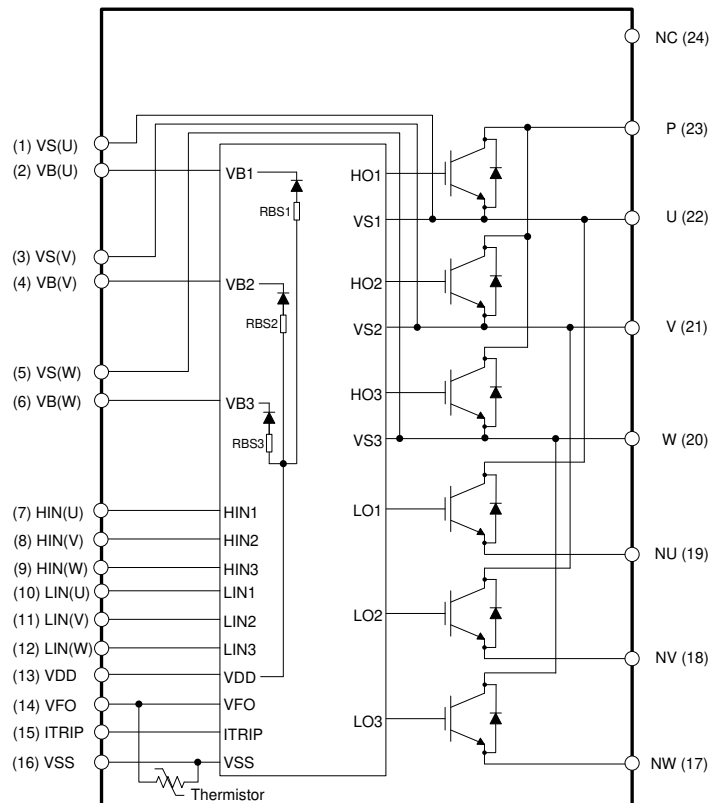 NC (24)
P (23)
(1) VS(U)
(2) VB(U)
VB1
HO1
RBS1
VS1
U (22)
(3) VS(V)
(4) VB(V)
VB2
HO2
RBS2
VS2
V (21)
(5) VS(W)
(6) VB(W)
VB3
HO3
RBS3
VS3
W (20)
(7) HIN(U)
HIN1
LO1
(8) HIN(V)
HIN2
(9) HIN(W)
HIN3
NU (19)
(10) LIN(U)
LIN1
(11) LIN(V)
LIN2
LO2
(12) LIN(W)
LIN3
NV (18)
(13) VDD
VDD
(14) VFO
VFO
LO3
(15) ITRIP
ITRIP
(16) VSS
VSS
NW (17)
Thermistor